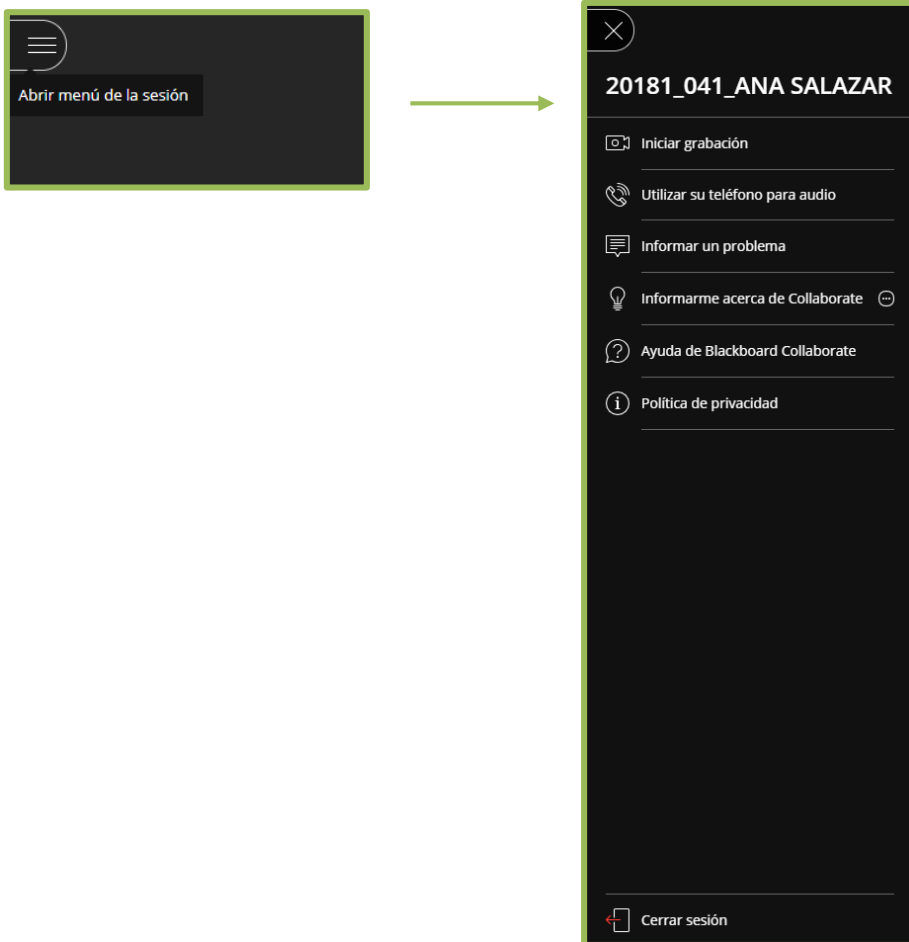 Abrir menú de la sesión
20181_041_ANA SALAZAR
Iniciar grabación
Utilizar su teléfono para audio
Informar un problema
Informarme acerca de Collaborate
Ayuda de Blackboard Collaborate
Política de privacidad
Cerrar sesión